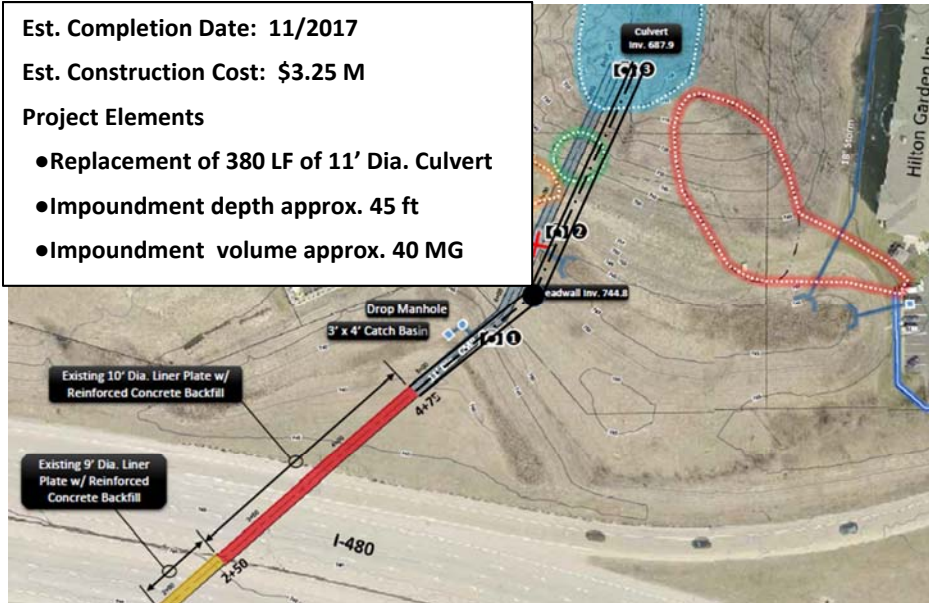 Est. Completion Date: 11/2017
Est. Construction Cost: $3.25 M
Project Elements
●Replacement of 380 LF of 11’ Dia. Culvert
●Impoundment depth approx. 45 ft
●Impoundment volume approx. 40 MG
Culvert
Inv. 687.9
3
18" Storm
Hilton Garden Inn
2
eadwall Inv. 744.8
Drop Manhole
3' x 4' Catch Basin
1
Existing 10' Dia. Liner Plate w/
Reinforced Concrete Backfill
4+75
Existing 9' Dia. Liner
Plate w/ Reinforced
Concrete Backfill
I-480
2+50